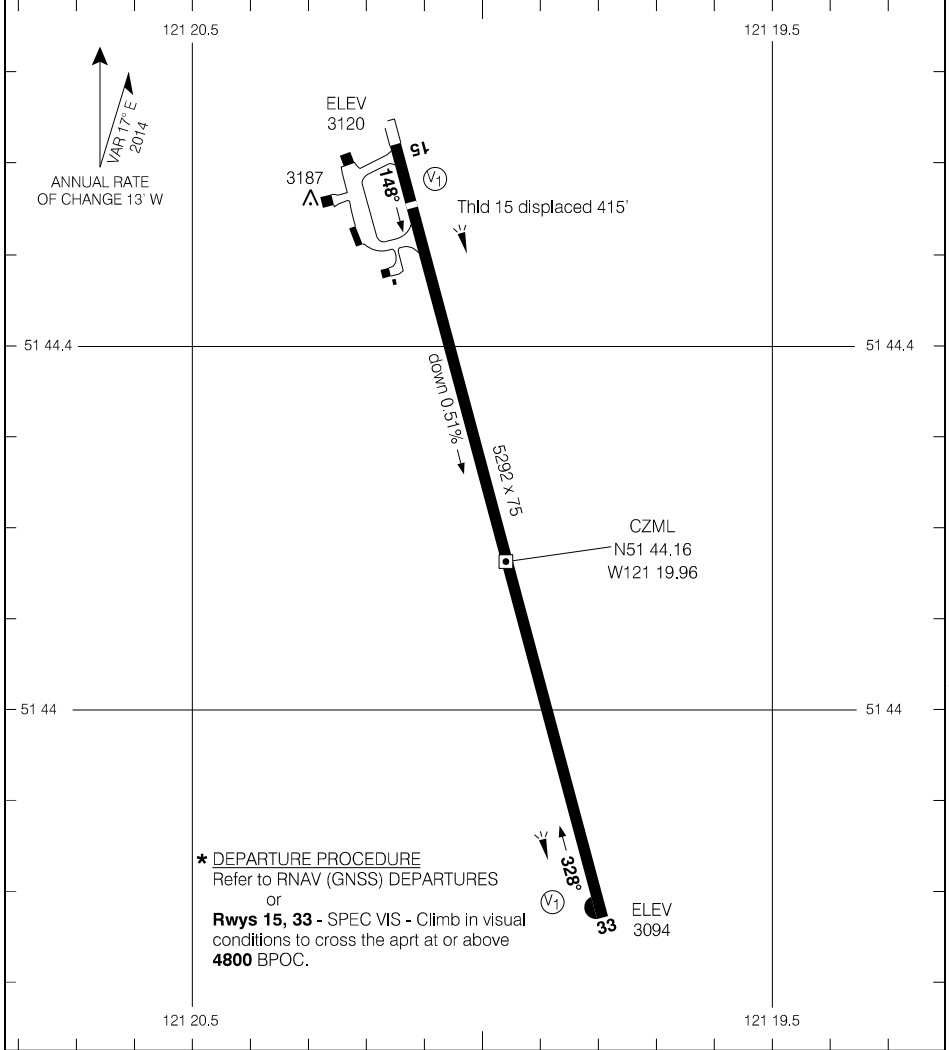 121 20.5
121 19.5
VAR 17° E
2014
ANNUAL RATE
OF CHANGE 13' W
ELEV
3120
15
3187
148°
V1
Thld 15 displaced 415'
51 44.4
51 44.4
down 0.51%
5292 x 75
CZML
N51 44.16
W121 19.96
51 44
51 44
* DEPARTURE PROCEDURE
Refer to RNAV (GNSS) DEPARTURES
or
Rwys 15, 33 - SPEC VIS - Climb in visual
conditions to cross the aprt at or above
4800 BPOC.
328°
V1
33
ELEV
3094
121 20.5
121 19.5